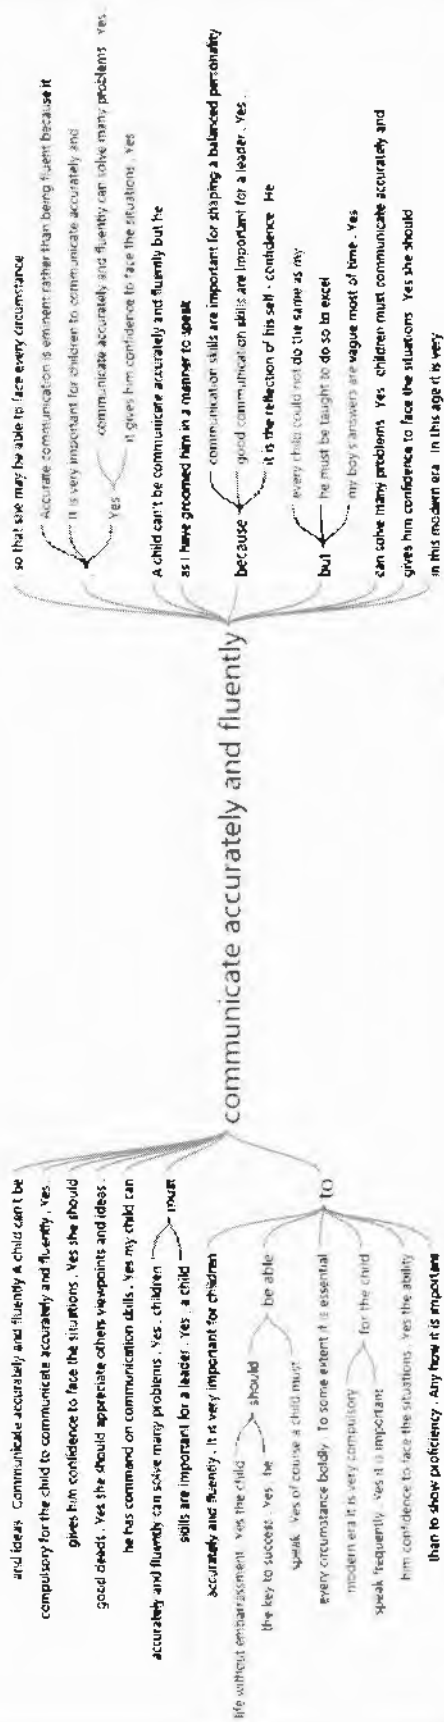 and ideas Communicate accurately and fluently A child can't be
compulsory for the child to communicate accurately and fluently . Yes
gives him confidence to face the situations . Yes she should
good deeds . Yes she should appreciate others viewpoints and ideas .
he has command on communication skills . Yes my child can
accurately and fluently can solve many problems . Yes . children
skills are important for a leader . Yes . a child
must
accurately and fluently . It is very important for children
life without embarrassment . Yes the child
the key to success . Yes he
should
speak . Yes of course a child must
be able
every circumstance boldly . To some extent it is essential
modern era it is very compulsory
speak frequently . Yes it is important
for the child
him confidence to face the situations . Yes the ability
than to show proficiency . Any how it is important
to
communicate accurately and fluently
so that she may be able to face every circumstance
.
Accurate communication is eminent rather than being fluent because it
It is very important for children to communicate accurately and
Yes
communicate accurately and fluently can solve many problems . Yes .
it gives him confidence to face the situations . Yes
A child can't be communicate accurately and fluently but he
as I have groomed him in a manner to speak
because
communication skills are important for shaping a balanced personality
good communication skills are important for a leader . Yes .
it is the reflection of his self - confidence . He
but
every child could not do the same as my
he must be taught to do so to excel
my boy's answers are vague most of time . Yes
can solve many problems Yes children must communicate accurately and
gives him confidence to face the situations Yes she should
in this modern era In this age it is very